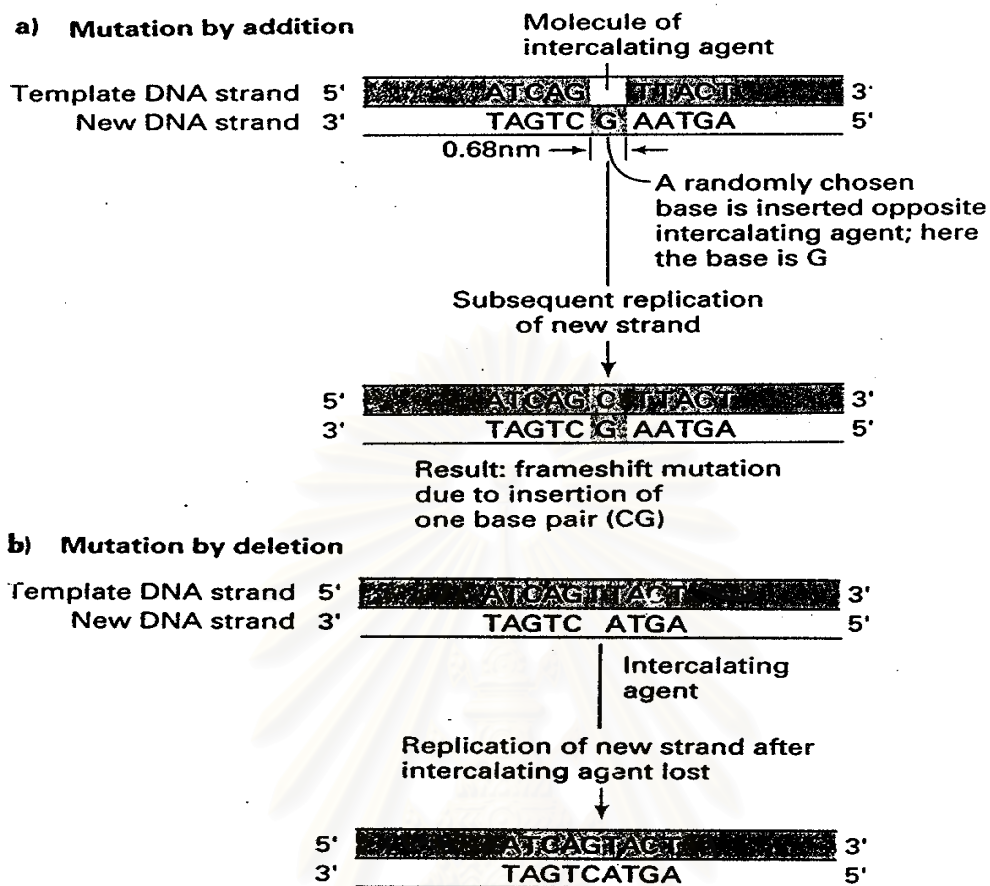 a) Mutation by addition
Molecule of
intercalating agent
Template DNA strand 5' ATCAG TTACT 3'
New DNA strand 3' TAGTC G AATGA 5'
0.68nm
A randomly chosen
base is inserted opposite
intercalating agent; here
the base is G
Subsequent replication
of new strand
5' ATCAG C TTACT 3'
3' TAGTC G AATGA 5'
Result: frameshift mutation
due to insertion of
one base pair (CG)
b) Mutation by deletion
Template DNA strand 5' ATCAGTTACT 3'
New DNA strand 3' TAGTC ATGA 5'
Intercalating
agent
Replication of new strand after
intercalating agent lost
5' ATCAGTACT 3'
3' TAGTCATGA 5'